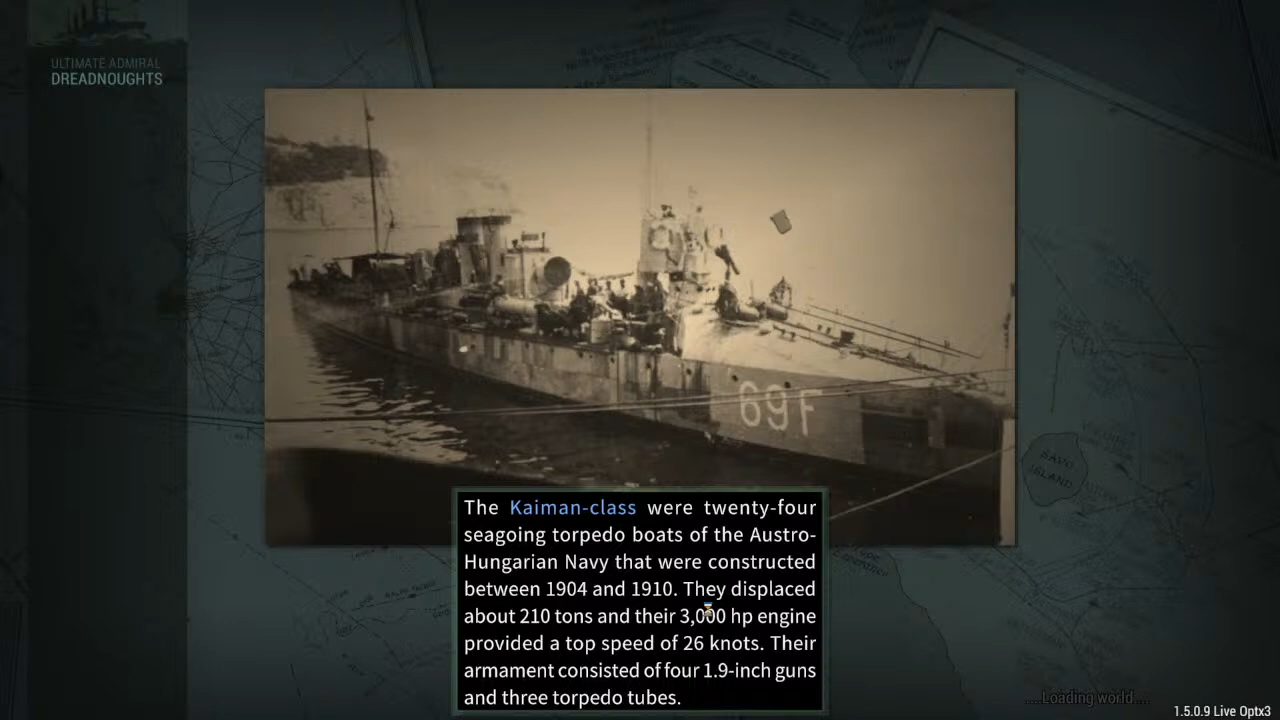 ULTIMATE ADMIRAL
DREADNOUGHTS
69F
SAVO
ISLAND
The Kaiman-class were twenty-four
seagoing torpedo boats of the Austro-
Hungarian Navy that were constructed
between 1904 and 1910. They displaced
about 210 tons and their 3,000 hp engine
provided a top speed of 26 knots. Their
armament consisted of four 1.9-inch guns
and three torpedo tubes.
....Loading world....
1.5.0.9 Live Optx3